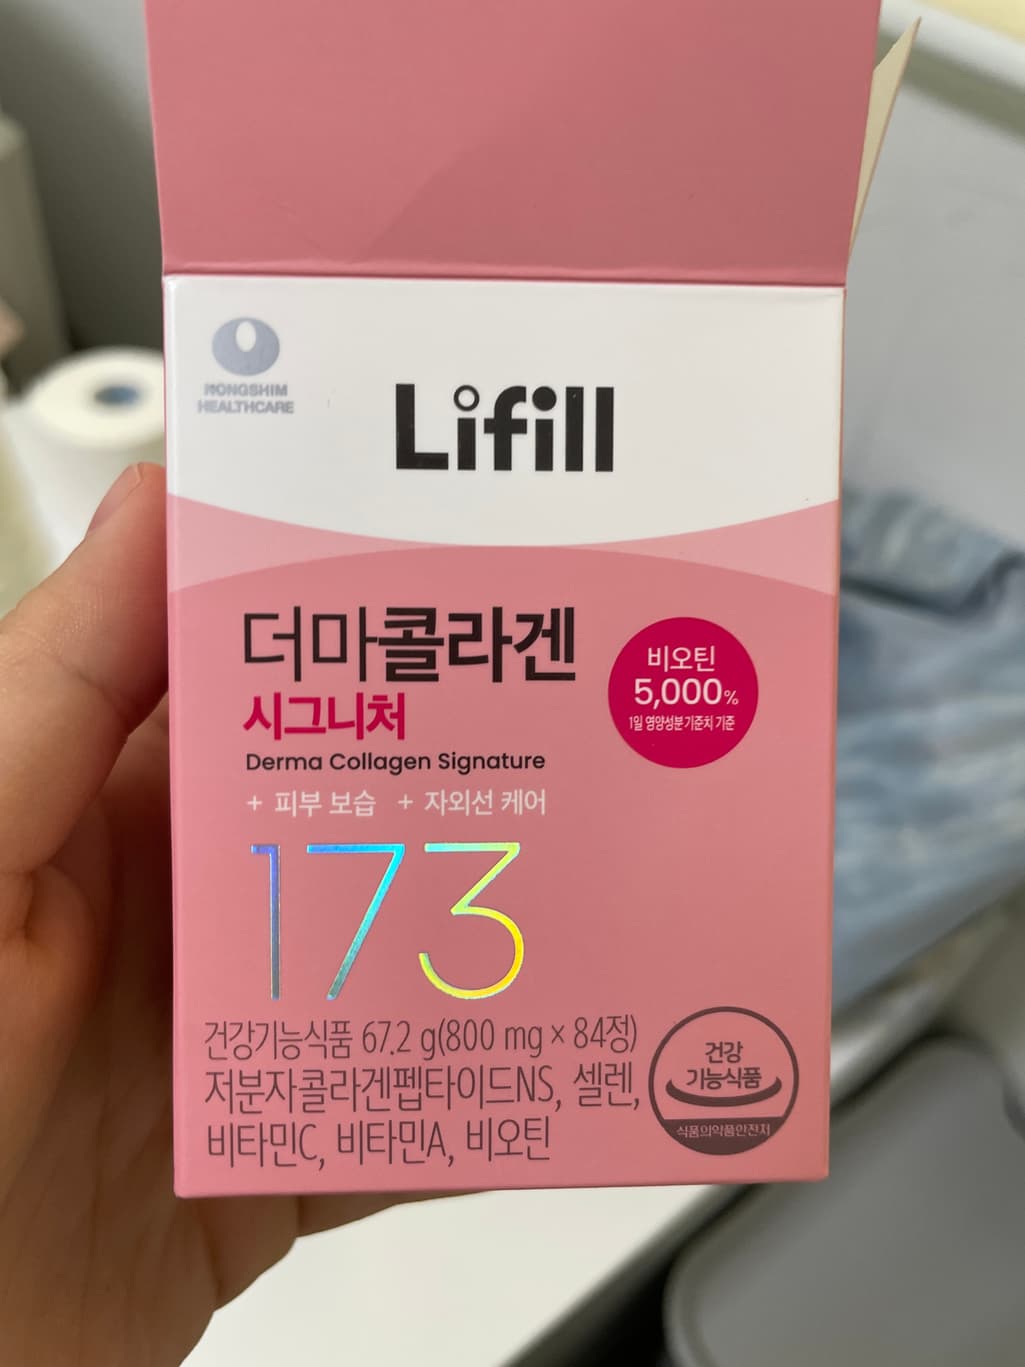 NONGSHIM
HEALTHCARE
Lifill
더마콜라겐
시그니처
Derma Collagen Signature
+ 피부 보습 + 자외선 케어
비오틴
5,000%
1일 영양성분기준치 기준
173
건강기능식품 67.2 g(800 mg × 84정)
저분자콜라겐펩타이드NS, 셀렌,
비타민C, 비타민A, 비오틴
건강
기능식품
식품의약품안전처